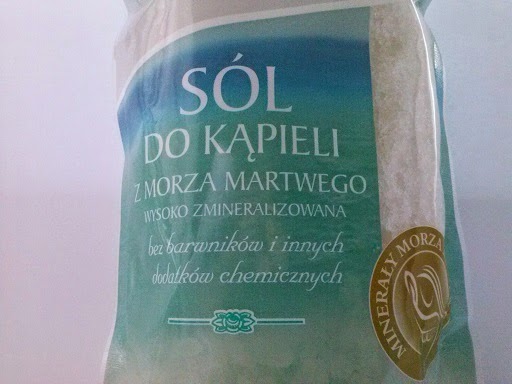 SÓL
DO KĄPIELI
Z MORZA MARTWEGO
WYSOKO ZMINERALIZOWANA
bez barwników i innych
dodatków chemicznych
MINERAŁY MORZA